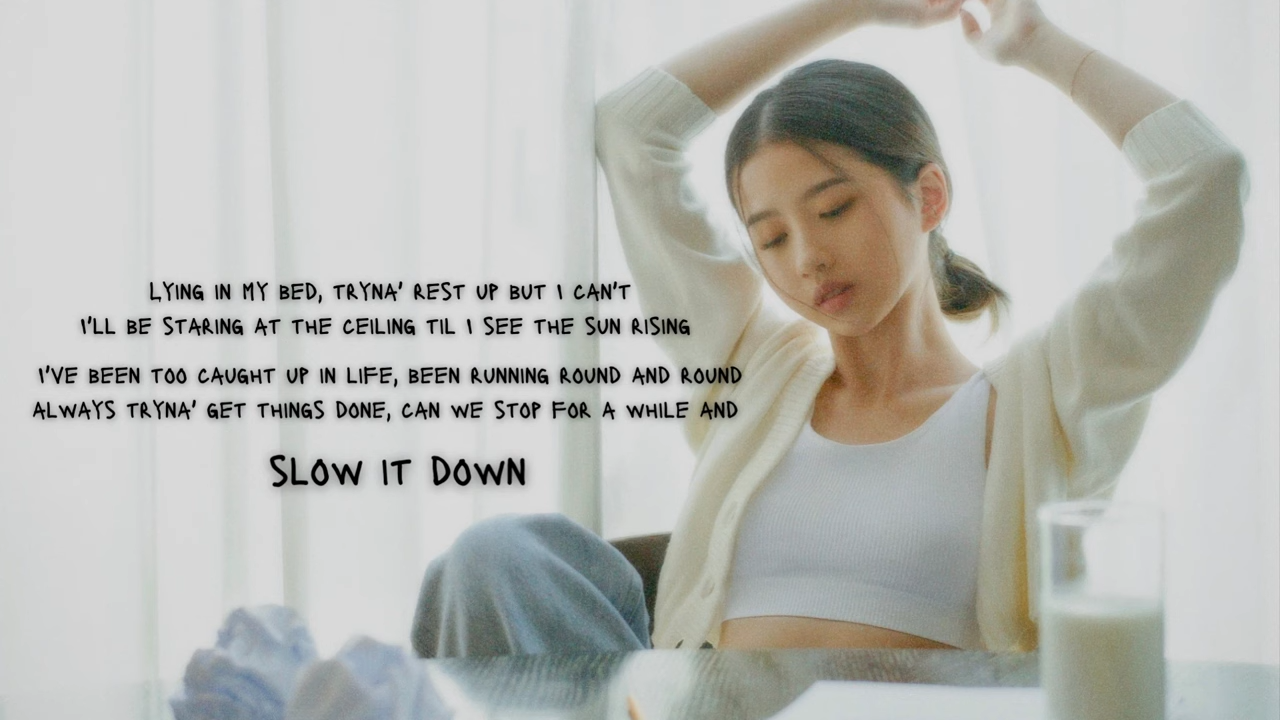 LYING IN MY BED, TRYNA' REST UP BUT I CAN'T
I'LL BE STARING AT THE CEILING TIL I SEE THE SUN RISING
I'VE BEEN TOO CAUGHT UP IN LIFE, BEEN RUNNING ROUND AND ROUND
ALWAYS TRYNA' GET THINGS DONE, CAN WE STOP FOR A WHILE AND
SLOW IT DOWN